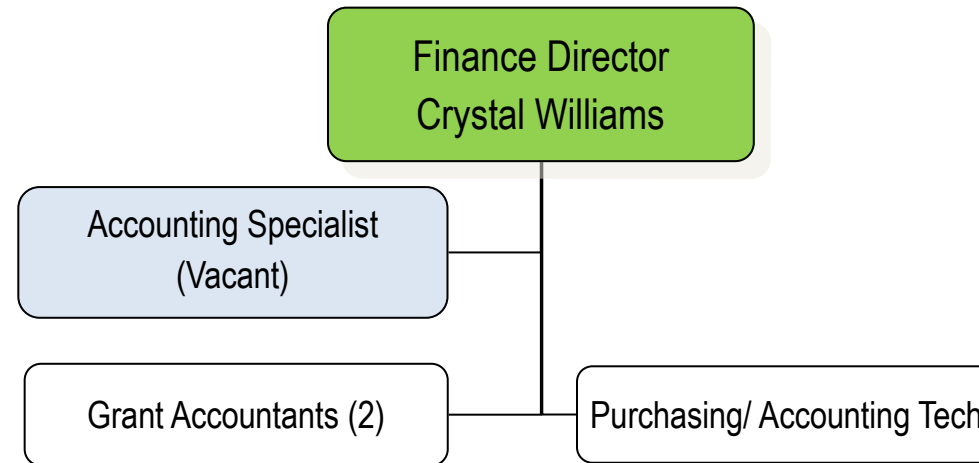 Finance Director
Crystal Williams
Accounting Specialist
(Vacant)
Grant Accountants (2)
Purchasing/ Accounting Tech